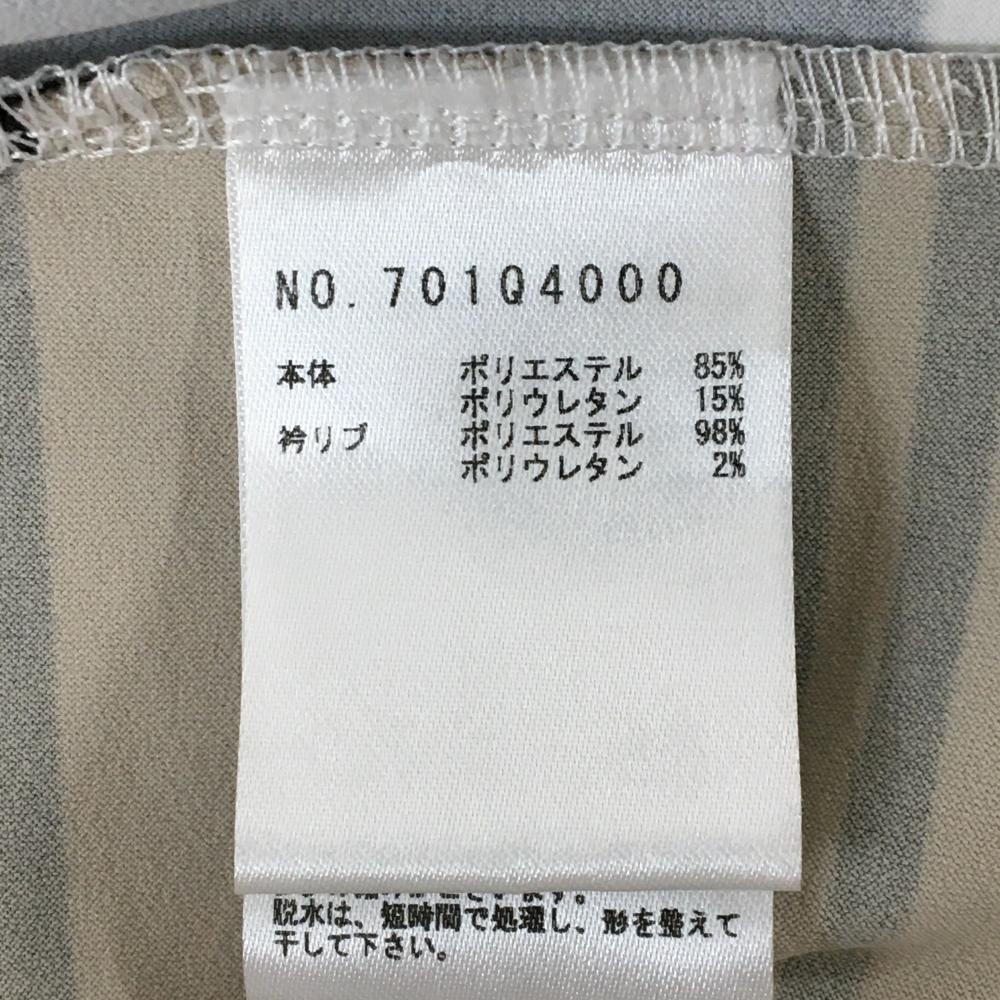 NO. 701Q4000
本体 ポリエステル 85%
ポリウレタン 15%
衿リブ ポリエステル 98%
ポリウレタン 2%
脱水は、短時間で処理し、形を整えて
干して下さい。